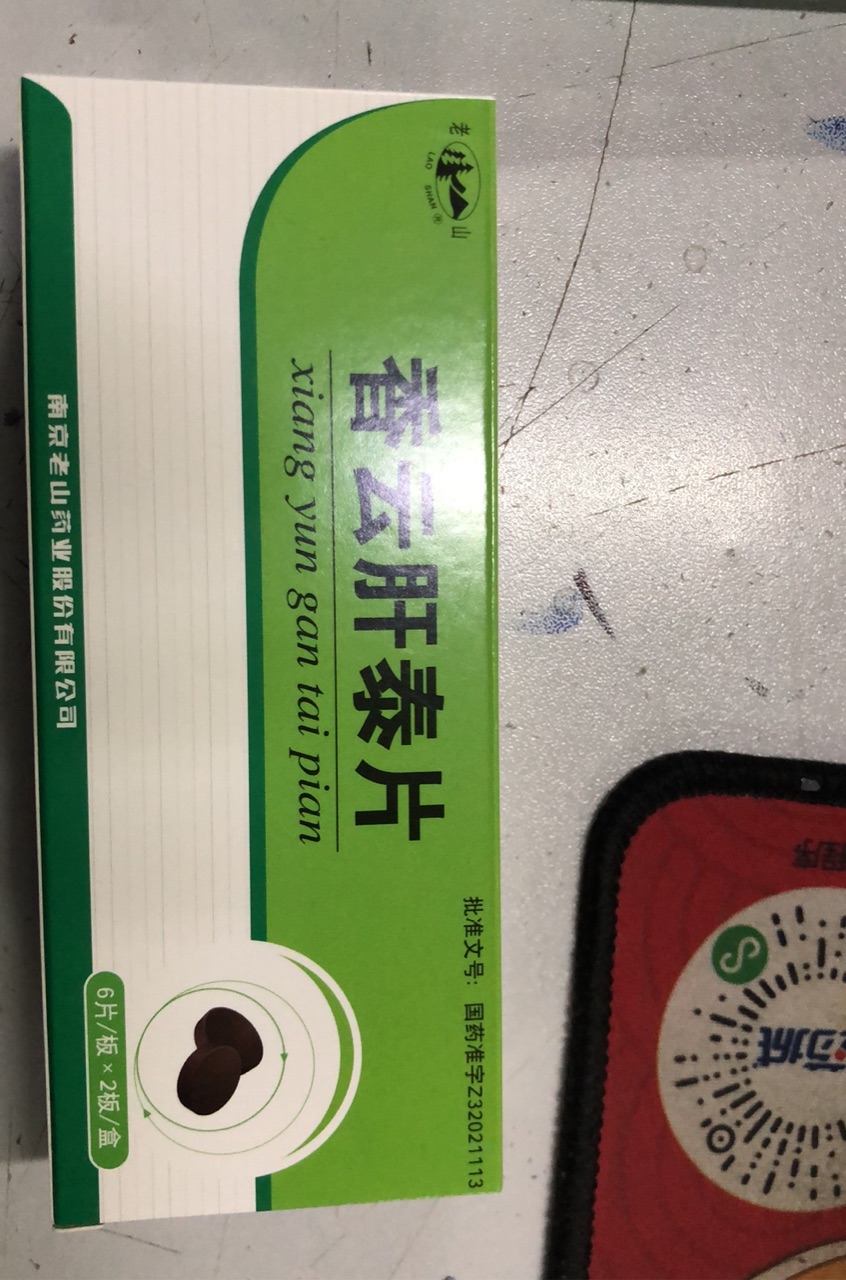 老山
LAO SHAN ®
香云肝泰片
xiang yun gan tai pian
批准文号：国药准字Z32021113
6片/板×2板/盒
南京老山药业股份有限公司
程序